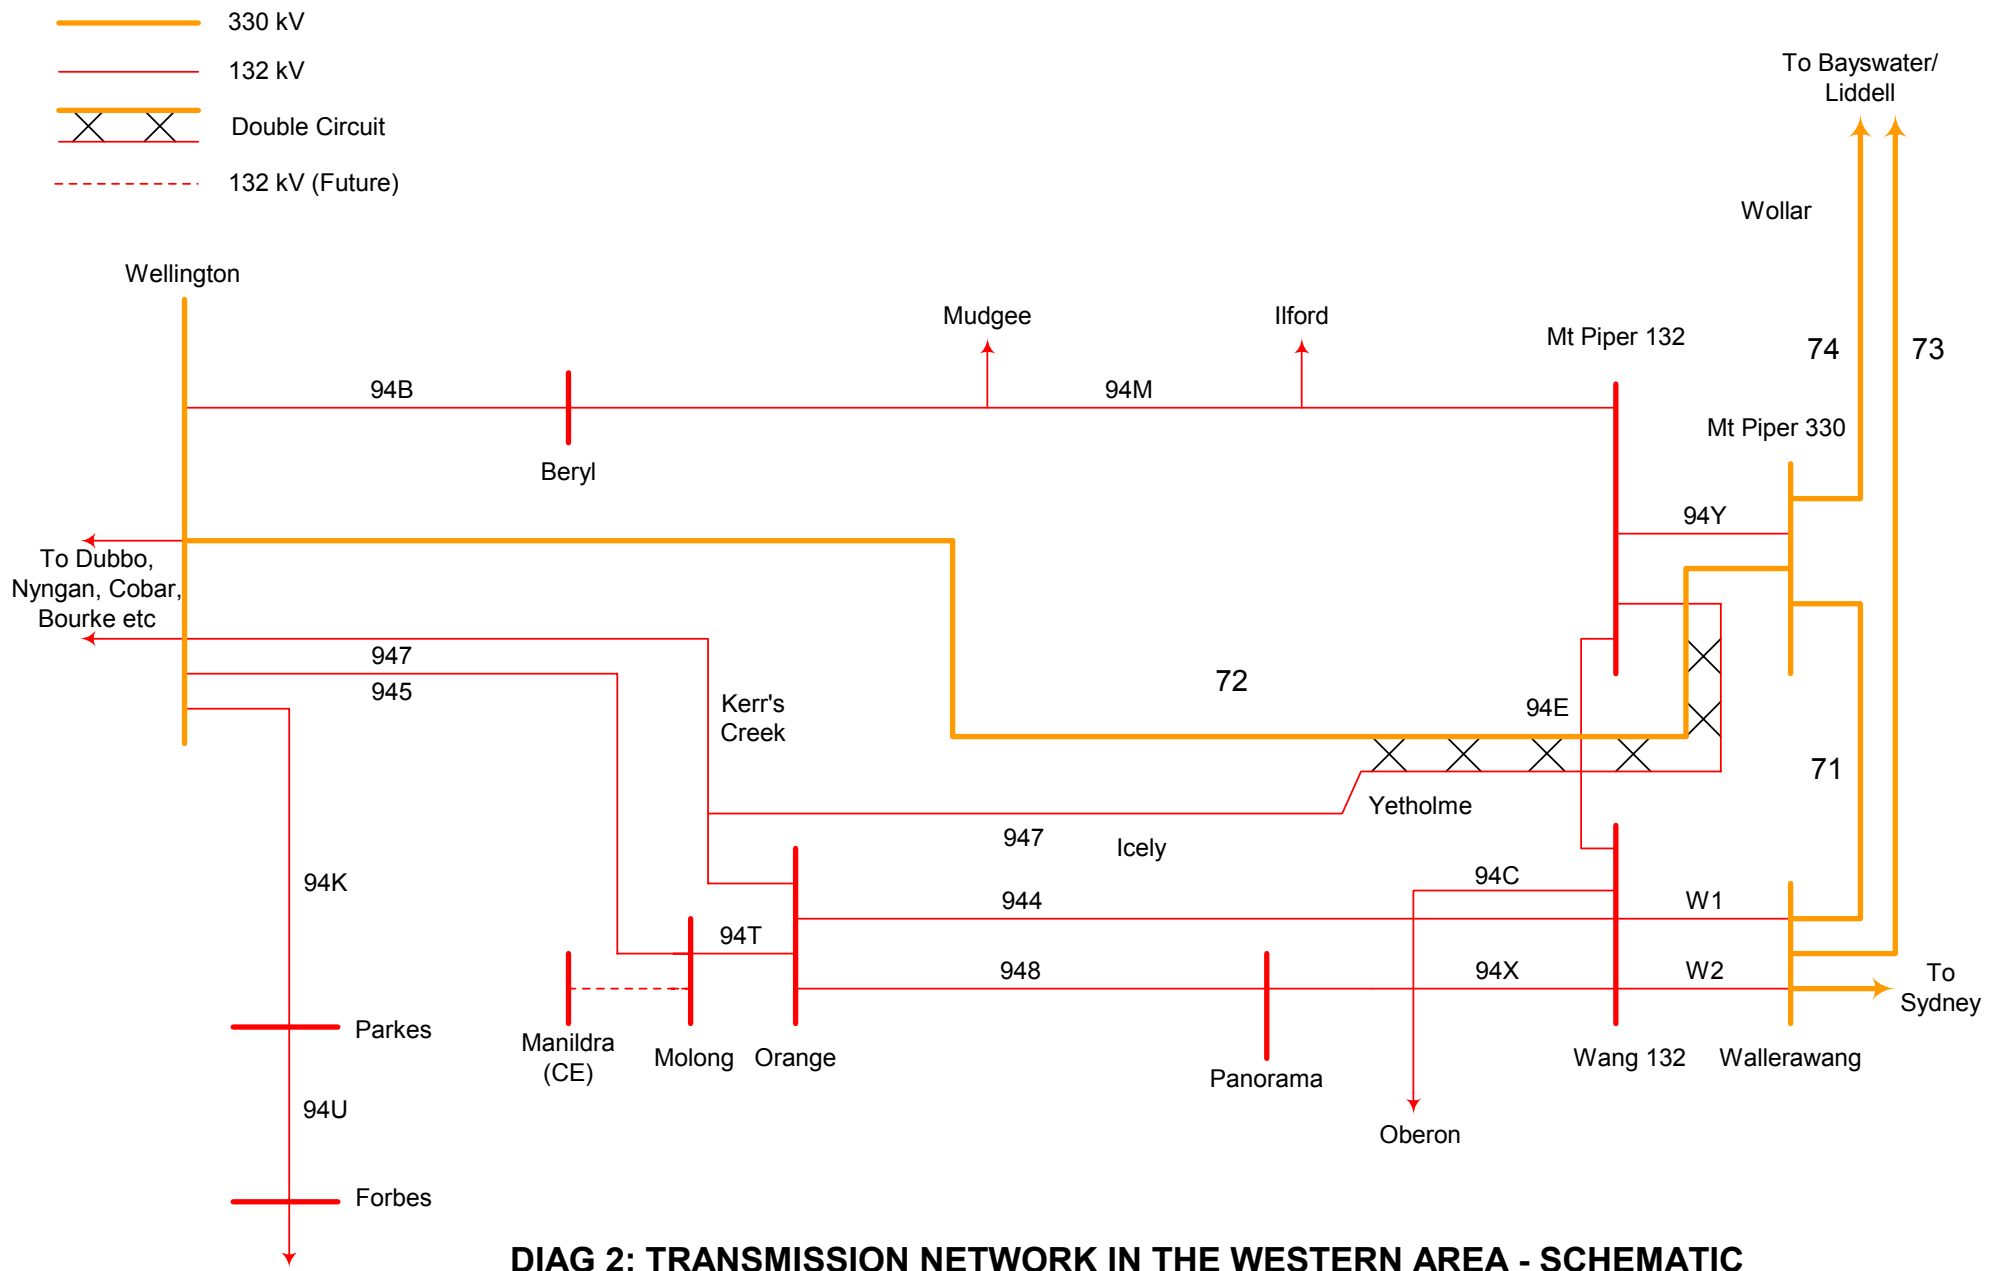 330 kV
132 kV
Double Circuit
132 kV (Future)
To Bayswater/
Liddell
Wollar
Wellington
Mudgee
Ilford
Mt Piper 132
74
73
94B
94M
Mt Piper 330
Beryl
94Y
To Dubbo,
Nyngan, Cobar,
Bourke etc
947
945
72
Kerr's
Creek
94E
71
Yetholme
947
Icely
94K
94C
944
W1
94T
948
94X
W2
To
Sydney
Parkes
Manildra
(CE)
Molong
Orange
Panorama
Wang 132
Wallerawang
94U
Oberon
Forbes
DIAG 2: TRANSMISSION NETWORK IN THE WESTERN AREA - SCHEMATIC